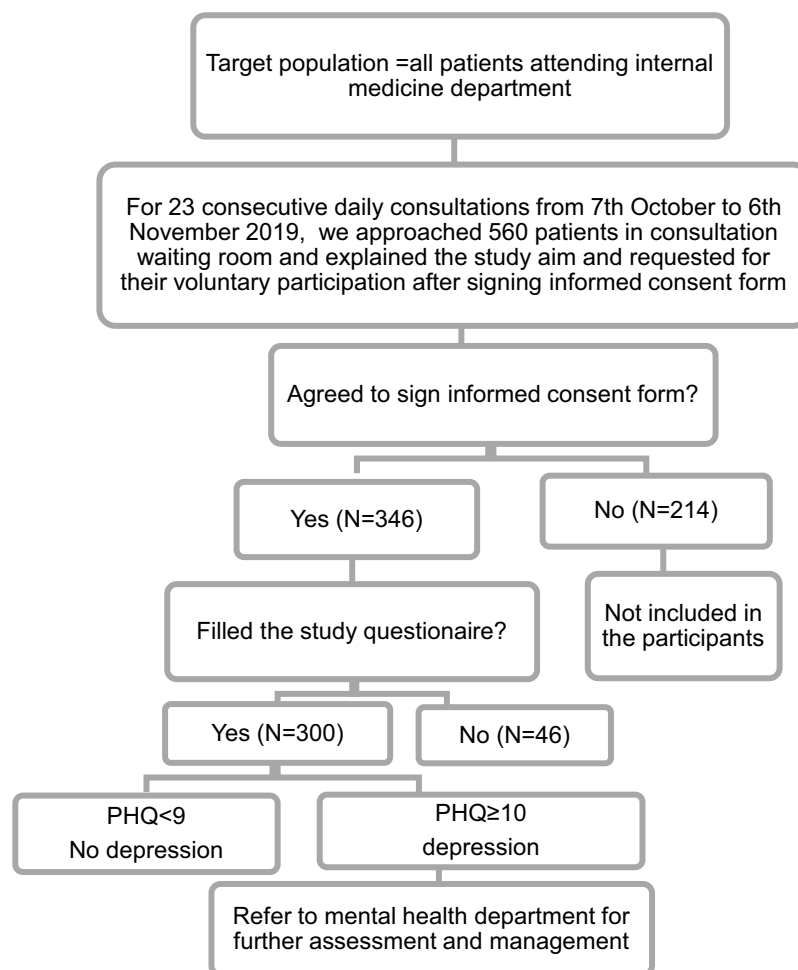 Target population =all patients attending internal
medicine department
For 23 consecutive daily consultations from 7th October to 6th
November 2019,  we approached 560 patients in consultation
waiting room and explained the study aim and requested for
their voluntary participation after signing informed consent form
Agreed to sign informed consent form?
Yes (N=346)
No (N=214)
Not included in
the participants
Filled the study questionaire?
Yes (N=300)
No (N=46)
PHQ<9
No depression
PHQ≥10
depression
Refer to mental health department for
further assessment and management